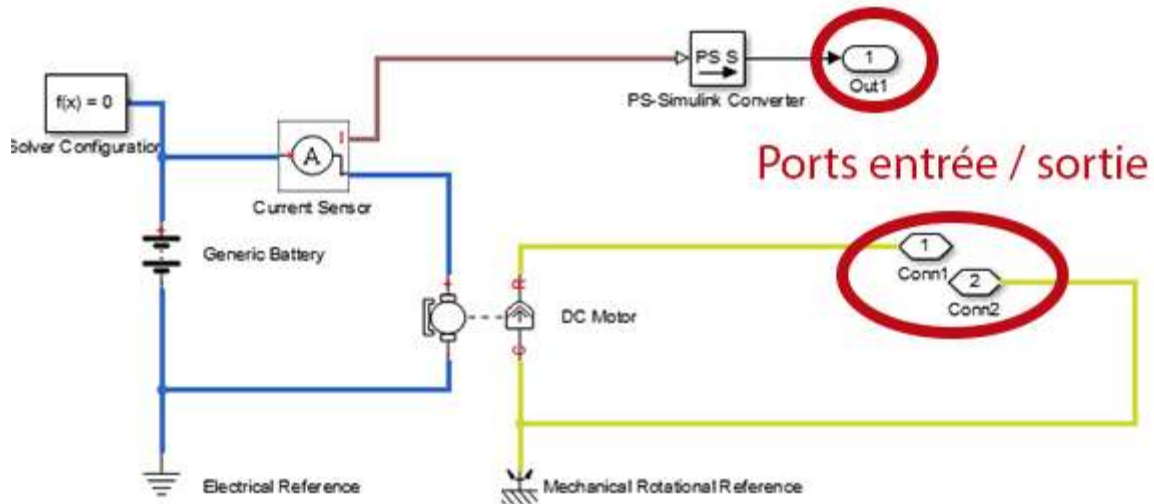 PS S
1
Out1
PS-Simulink Converter
f(x) = 0
Solver Configuration
I
A
Current Sensor
Ports entrée / sortie
+
Generic Battery
1
Conn1
2
Conn2
+
R
DC Motor
-
C
Electrical Reference
Mechanical Rotational Reference